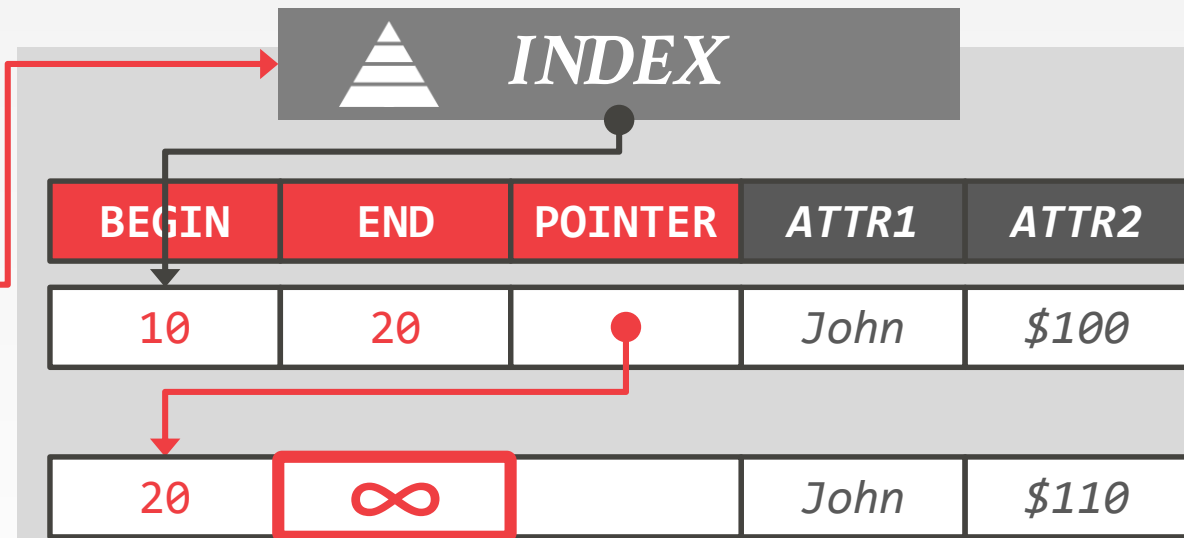 INDEX
BEGIN END POINTER ATTR1 ATTR2
10 20 John $100
20 ∞ John $110